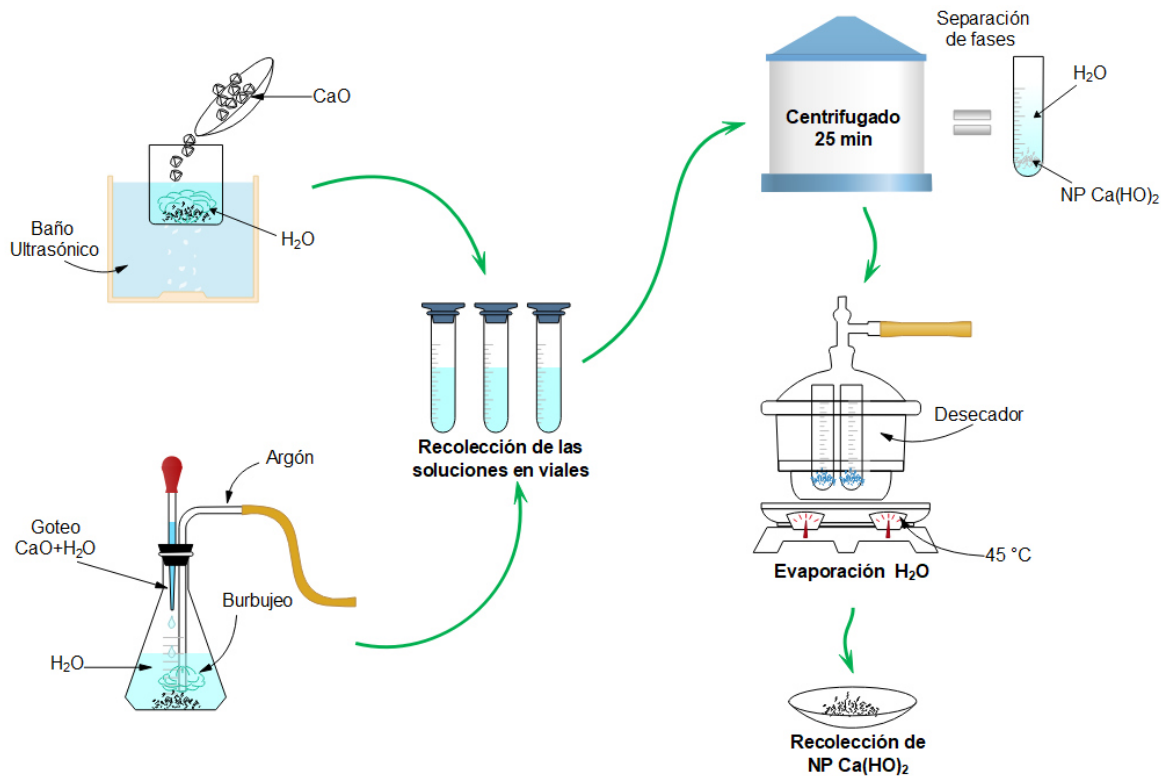 CaO
H₂O
Baño
Ultrasónico
Separación
de fases
H₂O
Centrifugado
25 min
NP Ca(HO)₂
Recolección de las
soluciones en viales
Argón
Goteo
CaO+H₂O
Burbujeo
H₂O
Desecador
45 °C
Evaporación H₂O
Recolección de
NP Ca(HO)₂